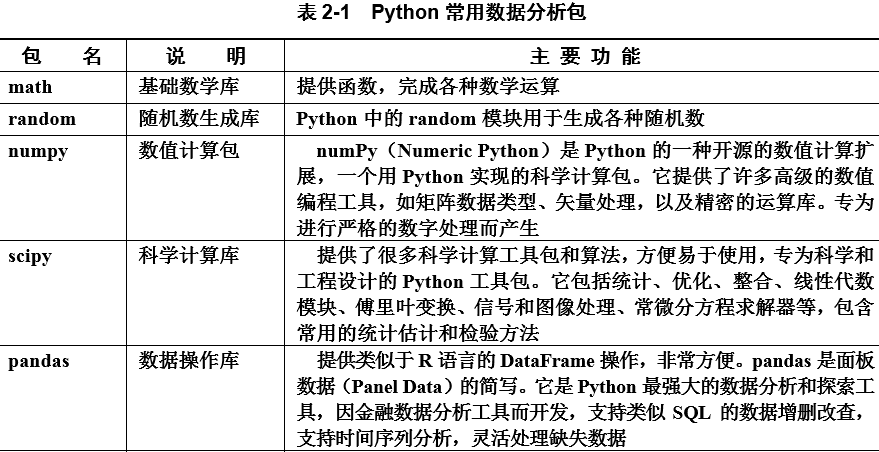 表 2-1 Python 常用数据分析包
包 名 说 明 主 要 功 能
math 基础数学库 提供函数，完成各种数学运算
random 随机数生成库 Python 中的 random 模块用于生成各种随机数
numpy 数值计算包 numPy（Numeric Python）是 Python 的一种开源的数值计算扩
展，一个用 Python 实现的科学计算包。它提供了许多高级的数值
编程工具，如矩阵数据类型、矢量处理，以及精密的运算库。专为
进行严格的数字处理而产生
scipy 科学计算库 提供了很多科学计算工具包和算法，方便易于使用，专为科学和
工程设计的 Python 工具包。它包括统计、优化、整合、线性代数
模块、傅里叶变换、信号和图像处理、常微分方程求解器等，包含
常用的统计估计和检验方法
pandas 数据操作库 提供类似于 R 语言的 DataFrame 操作，非常方便。pandas 是面板
数据（Panel Data）的简写。它是 Python 最强大的数据分析和探索工
具，因金融数据分析工具而开发，支持类似 SQL 的数据增删改查，
支持时间序列分析，灵活处理缺失数据